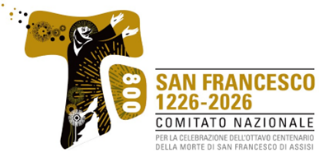 800
SAN FRANCESCO
1226-2026
COMITATO NAZIONALE
PER LA CELEBRAZIONE DELL'OTTAVO CENTENARIO
DELLA MORTE DI SAN FRANCESCO DI ASSISI